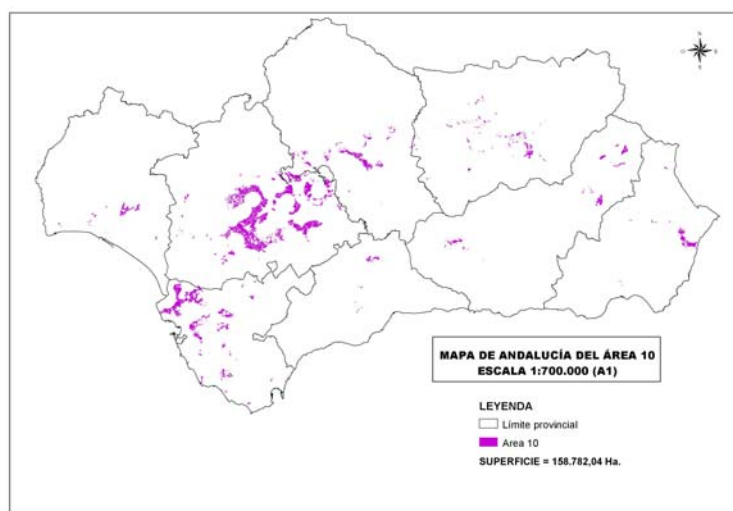 MAPA DE ANDALUCÍA DEL ÁREA 10
ESCALA 1:700.000 (A1)
LEYENDA
Límite provincial
Area 10
SUPERFICIE = 158.782,04 Ha.